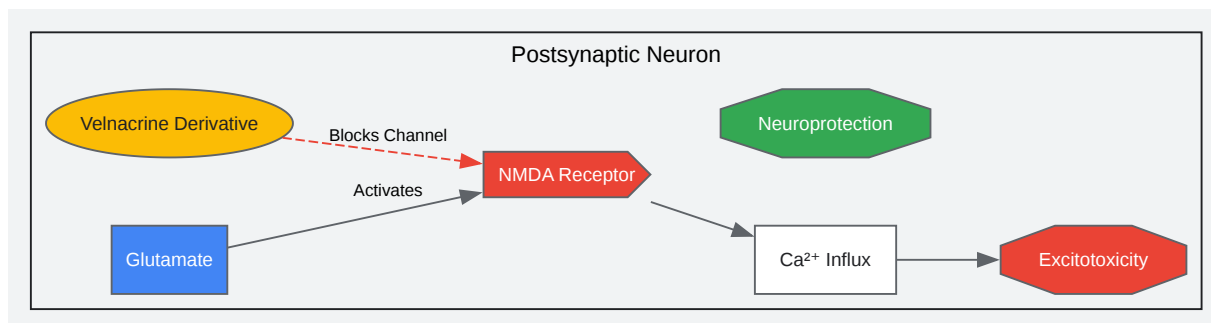 Postsynaptic Neuron
Velnacrine Derivative
Blocks Channel
Neuroprotection
NMDA Receptor
Activates
Glutamate
Ca²⁺ Influx
Excitotoxicity